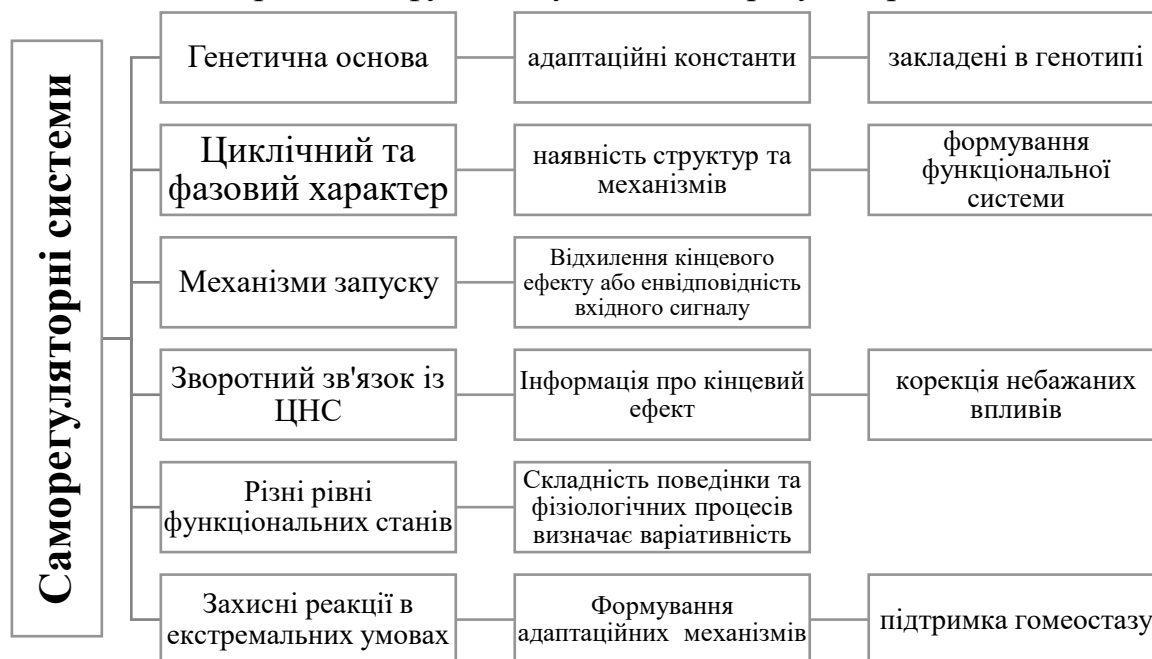 Саморегуляторні системи
Генетична основа
адаптаційні константи
закладені в генотипі
Циклічний та
фазовий характер
наявність структур та
механізмів
формування
функціональної
системи
Механізми запуску
Відхилення кінцевого
ефекту або енвідповідність
вхідного сигналу
Зворотний зв'язок із
ЦНС
Інформація про кінцевий
ефект
корекція небажаних
впливів
Різні рівні
функціональних станів
Складність поведінки та
фізіологічних процесів
визначає варіативність
Захисні реакції в
екстремальних умовах
Формування
адаптаційних механізмів
підтримка гомеостазу